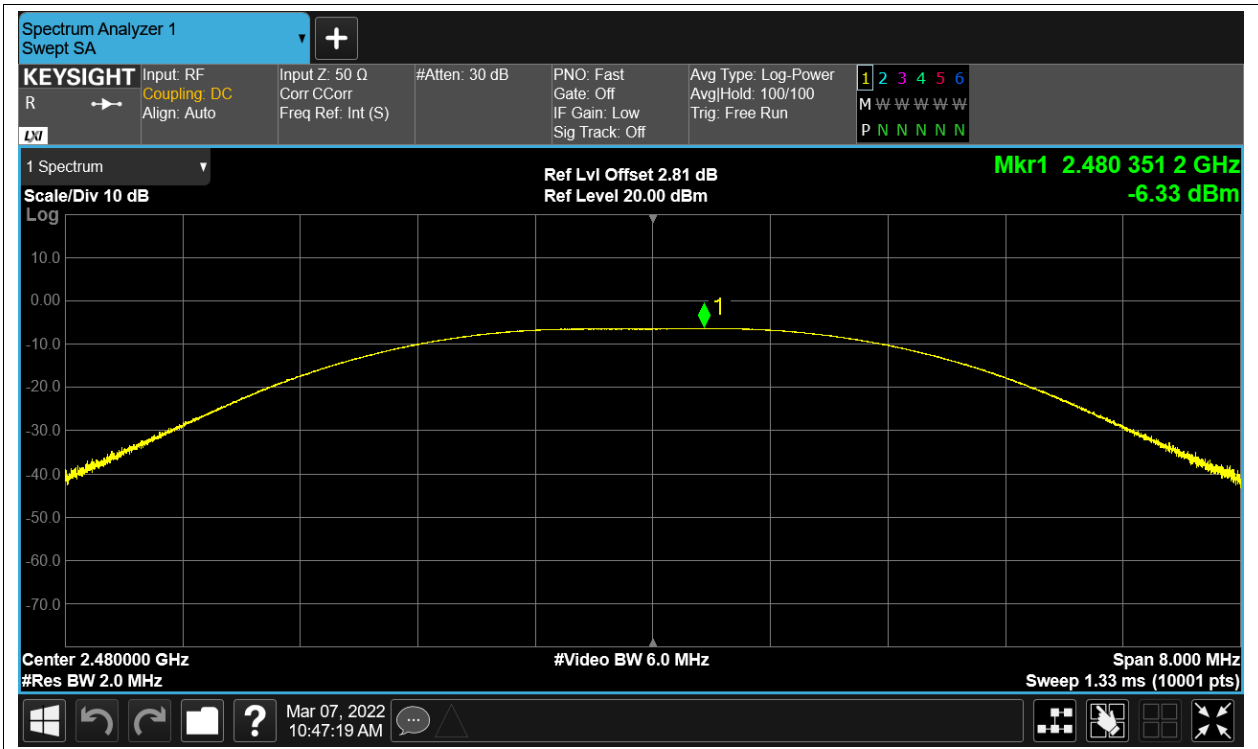 Spectrum Analyzer 1
Swept SA
KEYSIGHT
R
LXI
Input: RF
Coupling: DC
Align: Auto
Input Z: 50 Ω
Corr CCorr
Freq Ref: Int (S)
#Atten: 30 dB
PNO: Fast
Gate: Off
IF Gain: Low
Sig Track: Off
Avg Type: Log-Power
Avg|Hold: 100/100
Trig: Free Run
1 2 3 4 5 6
M W W W W W
P N N N N N
1 Spectrum
Scale/Div 10 dB
Log
Ref Lvl Offset 2.81 dB
Ref Level 20.00 dBm
Mkr1 2.480 351 2 GHz
-6.33 dBm
10.0
0.00
1
-10.0
-20.0
-30.0
-40.0
-50.0
-60.0
-70.0
Center 2.480000 GHz
#Res BW 2.0 MHz
#Video BW 6.0 MHz
Span 8.000 MHz
Sweep 1.33 ms (10001 pts)
?
Mar 07, 2022
10:47:19 AM